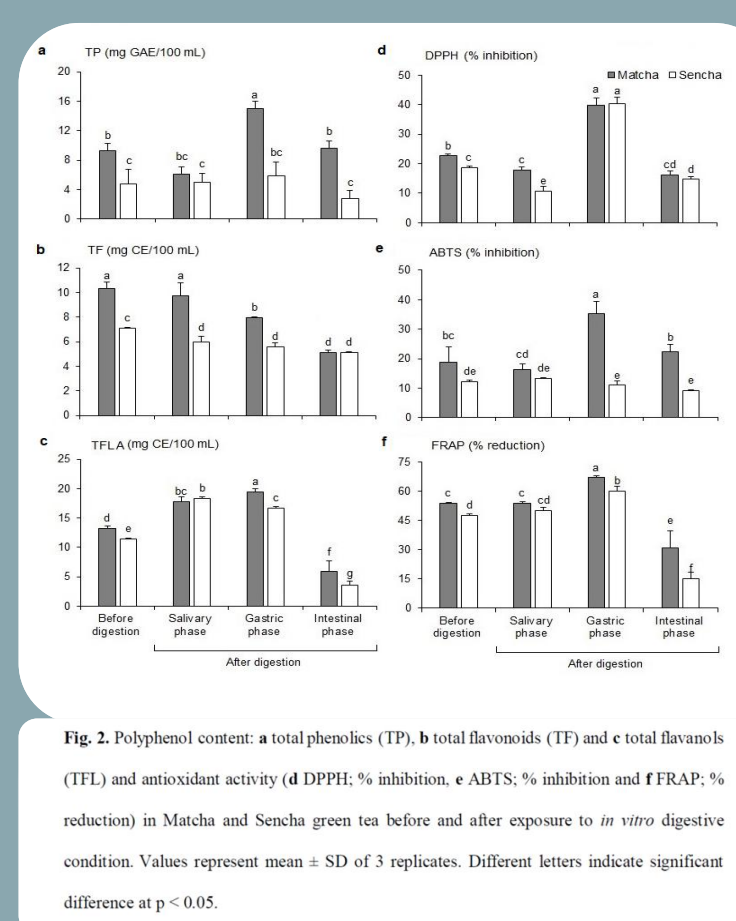 a
TP (mg GAE/100 mL)
20
16
12
8
4
0
b
c
bc
c
a
bc
b
c
b
TF (mg CE/100 mL)
12
10
8
6
4
2
0
a
c
a
d
b
d
d
d
c
TFLA (mg CE/100 mL)
25
20
15
10
5
0
d
e
bc
b
a
c
f
g
Before digestion
Salivary phase
Gastric phase
Intestinal phase
After digestion
d
DPPH (% inhibition)
Matcha Sencha
50
40
30
20
10
0
b
c
c
e
a
a
cd
d
e
ABTS (% inhibition)
50
40
30
20
10
0
bc
de
cd
de
a
e
b
e
f
FRAP (% reduction)
75
60
45
30
15
0
c
d
c
cd
a
b
e
f
Before digestion
Salivary phase
Gastric phase
Intestinal phase
After digestion
Fig. 2. Polyphenol content: a total phenolics (TP), b total flavonoids (TF) and c total flavanols
(TFL) and antioxidant activity (d DPPH; % inhibition, e ABTS; % inhibition and f FRAP; %
reduction) in Matcha and Sencha green tea before and after exposure to in vitro digestive
condition. Values represent mean ± SD of 3 replicates. Different letters indicate significant
difference at p < 0.05.